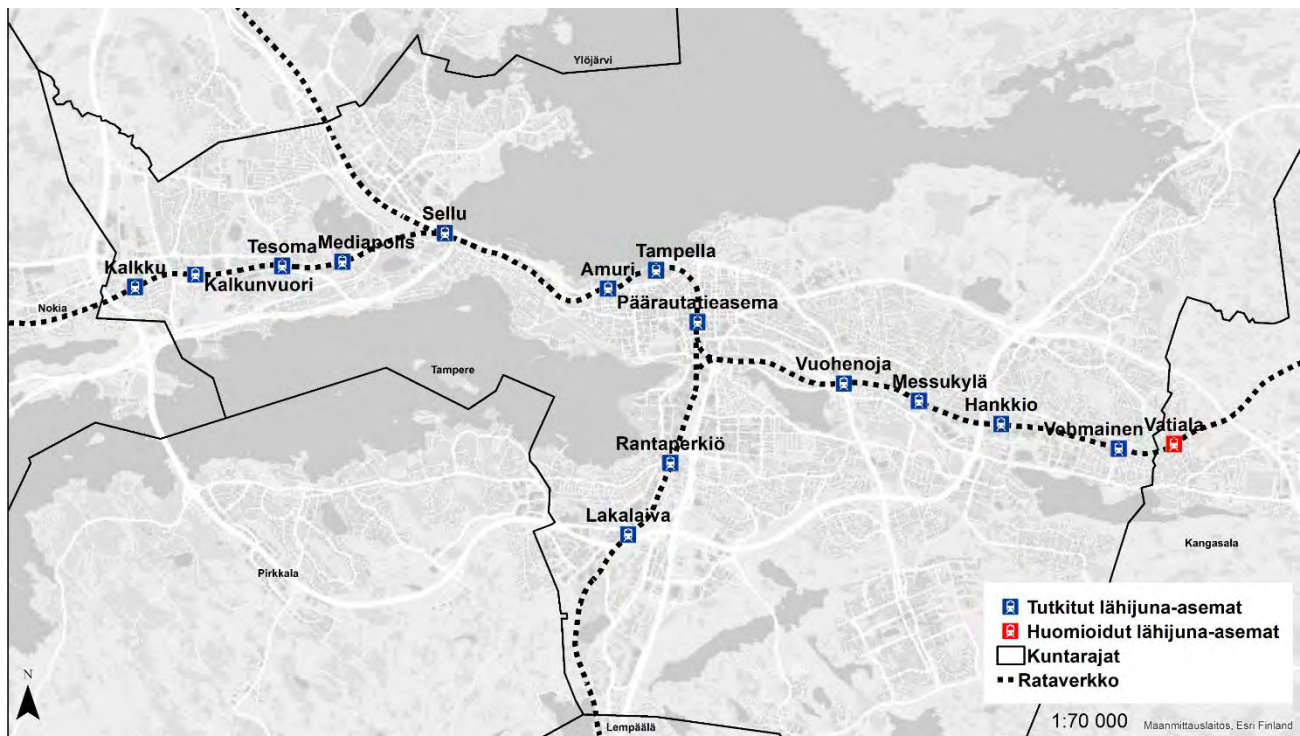 Ylöjärvi
Sellu
Mediapolis
Tesoma
Kalkku
Kalkunvuori
Nokia
Tampella
Amuri
Päärautatieasema
Tampere
Vuohenoja
Messukylä
Hankkio
Vehmainen
Vatiala
Rantaperkiö
Lakalaiva
Pirkkala
Kangasala
Lempäälä
Tutkitut lähijuna-asemat
Huomioidut lähijuna-asemat
Kuntarajat
Rataverkko
N
1:70 000
Maanmittauslaitos, Esri Finland